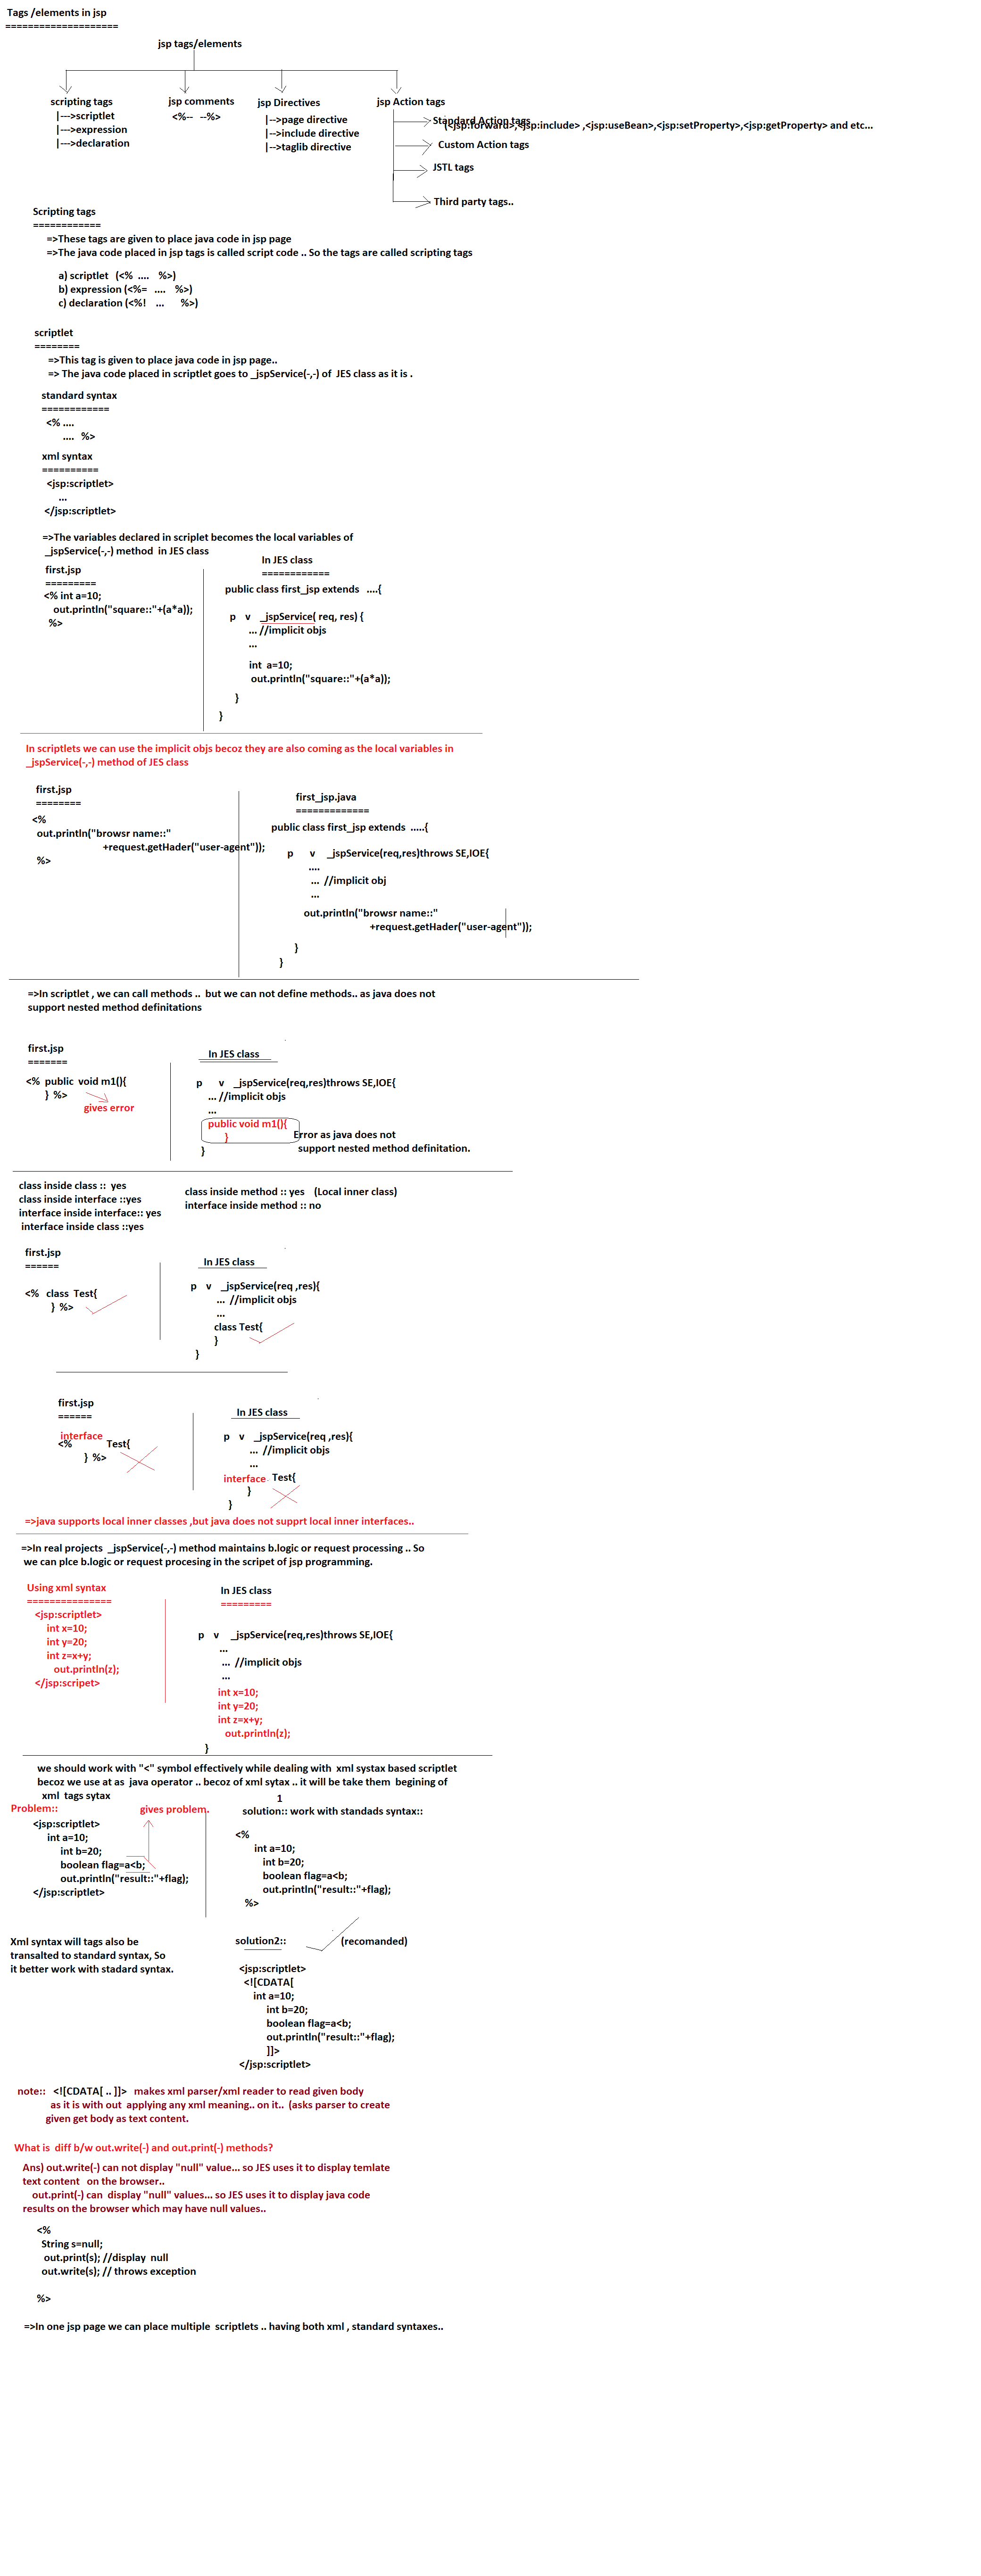 Tags /elements in jsp
====================
jsp tags/elements
scripting tags
|--->scriptlet
|--->expression
|--->declaration
jsp comments
<%-- --%>
jsp Directives
|-->page directive
|-->include directive
|-->taglib directive
jsp Action tags
Standard Action tags
(<jsp:forward>,<jsp:include> ,<jsp:useBean>,<jsp:setProperty>,<jsp:getProperty> and etc...
Custom Action tags
JSTL tags
Third party tags..
Scripting tags
============
=>These tags are given to place java code in jsp page
=>The java code placed in jsp tags is called script code .. So the tags are called scripting tags
a) scriptlet (<% .... %>)
b) expression (<%= .... %>)
c) declaration (<%! ... %>)
scriptlet
========
=>This tag is given to place java code in jsp page..
=> The java code placed in scriptlet goes to _jspService(-,-) of JES class as it is .
standard syntax
============
<% ....
.... %>
xml syntax
==========
<jsp:scriptlet>
...
</jsp:scriptlet>
=>The variables declared in scriplet becomes the local variables of
_jspService(-,-) method in JES class
first.jsp
=========
<% int a=10;
out.println("square::"+(a*a));
%>
In JES class
============
public class first_jsp extends ....{
p v _jspService( req, res) {
... //implicit objs
...
int a=10;
out.println("square::"+(a*a));
}
}
In scriptlets we can use the implicit objs becoz they are also coming as the local variables in
_jspService(-,-) method of JES class
first.jsp
========
<%
out.println("browsr name::"
+request.getHader("user-agent"));
%>
first_jsp.java
=============
public class first_jsp extends .....{
p v _jspService(req,res)throws SE,IOE{
....
... //implicit obj
...
out.println("browsr name::"
+request.getHader("user-agent"));
}
}
=>In scriptlet , we can call methods .. but we can not define methods.. as java does not
support nested method definitations
first.jsp
=======
<% public void m1(){
} %>
gives error
In JES class
p v _jspService(req,res)throws SE,IOE{
... //implicit objs
...
public void m1(){
}
}
Error as java does not
support nested method definitation.
class inside class :: yes
class inside interface ::yes
interface inside interface:: yes
interface inside class ::yes
class inside method :: yes (Local inner class)
interface inside method :: no
first.jsp
======
<% class Test{
} %>
In JES class
p v _jspService(req ,res){
... //implicit objs
...
class Test{
}
}
first.jsp
======
interface
<% Test{
} %>
In JES class
p v _jspService(req ,res){
... //implicit objs
...
interface Test{
}
}
=>java supports local inner classes ,but java does not supprt local inner interfaces..
=>In real projects _jspService(-,-) method maintains b.logic or request processing .. So
we can plce b.logic or request procesing in the scripet of jsp programming.
Using xml syntax
===============
<jsp:scriptlet>
int x=10;
int y=20;
int z=x+y;
out.println(z);
</jsp:scripet>
In JES class
=========
p v _jspService(req,res)throws SE,IOE{
...
... //implicit objs
...
int x=10;
int y=20;
int z=x+y;
out.println(z);
}
we should work with "<" symbol effectively while dealing with xml systax based scriptlet
becoz we use at as java operator .. becoz of xml sytax .. it will be take them begining of
xml tags sytax
Problem::
gives problem.
<jsp:scriptlet>
int a=10;
int b=20;
boolean flag=a<b;
out.println("result::"+flag);
</jsp:scriptlet>
1
solution:: work with standads syntax::
<%
int a=10;
int b=20;
boolean flag=a<b;
out.println("result::"+flag);
%>
Xml syntax will tags also be
transalted to standard syntax, So
it better work with stadard syntax.
solution2::
(recomanded)
<jsp:scriptlet>
<![CDATA[
int a=10;
int b=20;
boolean flag=a<b;
out.println("result::"+flag);
]]>
</jsp:scriptlet>
note:: <![CDATA[ .. ]]> makes xml parser/xml reader to read given body
as it is with out applying any xml meaning.. on it.. (asks parser to create
given get body as text content.
What is diff b/w out.write(-) and out.print(-) methods?
Ans) out.write(-) can not display "null" value... so JES uses it to display temlate
text content on the browser..
out.print(-) can display "null" values... so JES uses it to display java code
results on the browser which may have null values..
<%
String s=null;
out.print(s); //display null
out.write(s); // throws exception
%>
=>In one jsp page we can place multiple scriptlets .. having both xml , standard syntaxes..